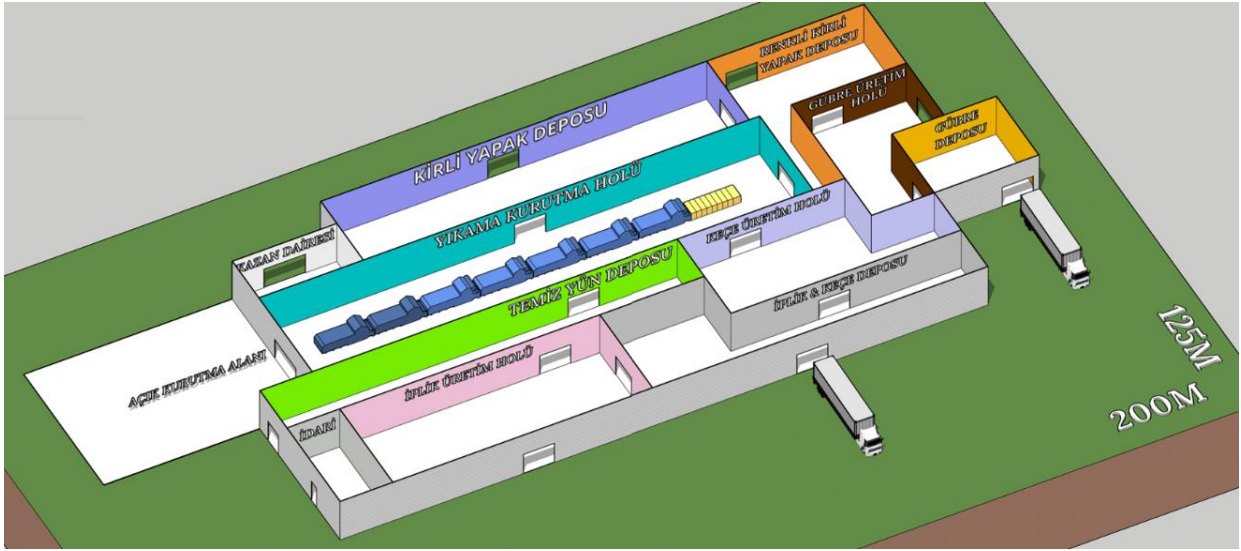 RENKLİ KİRLİ
YAPAK DEPOSU
GÜBRE ÜRETİM
HOLÜ
GÜBRE
DEPOSU
KİRLİ YAPAK DEPOSU
YIKAMA KURUTMA HOLÜ
KEÇE ÜRETİM HOLÜ
KAZAN DAİRESİ
TEMİZ YÜN DEPOSU
İPLİK & KEÇE DEPOSU
AÇIK KURUTMA ALANI
İPLİK ÜRETİM HOLÜ
İDARİ
125M
200M